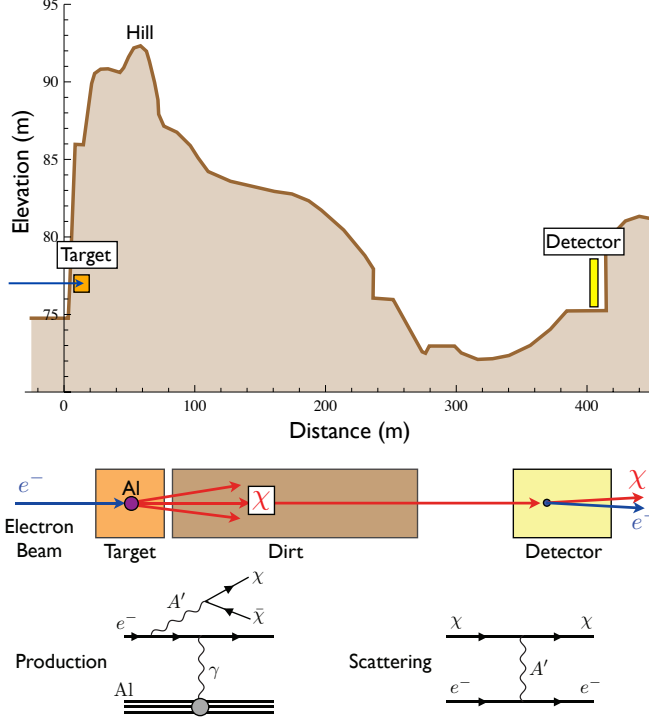 95
Hill
90
85
80
75
Elevation (m)
Target
Detector
0
100
200
300
400
Distance (m)
e⁻
Al
χ
χ
e⁻
Electron
Beam
Target
Dirt
Detector
χ
A′
χ̄
e⁻
γ
Production
Al
χ
χ
Scattering
A′
e⁻
e⁻